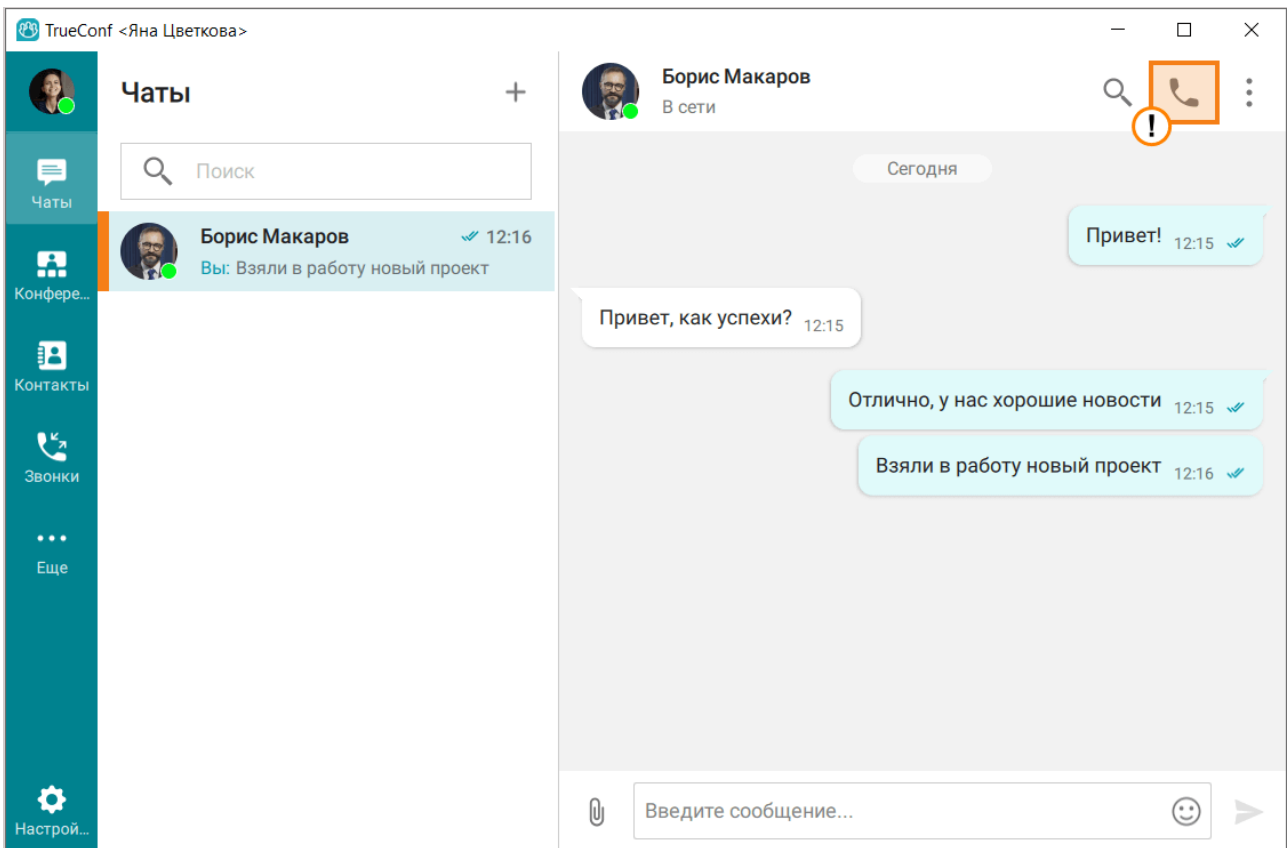 TrueConf <Яна Цветкова>
Чаты
Поиск
Борис Макаров 12:16
Вы: Взяли в работу новый проект
Чаты
Конфере...
Контакты
Звонки
Еще
Настрой...
Борис Макаров
В сети
!
Сегодня
Привет! 12:15
Привет, как успехи? 12:15
Отлично, у нас хорошие новости 12:15
Взяли в работу новый проект 12:16
Введите сообщение...